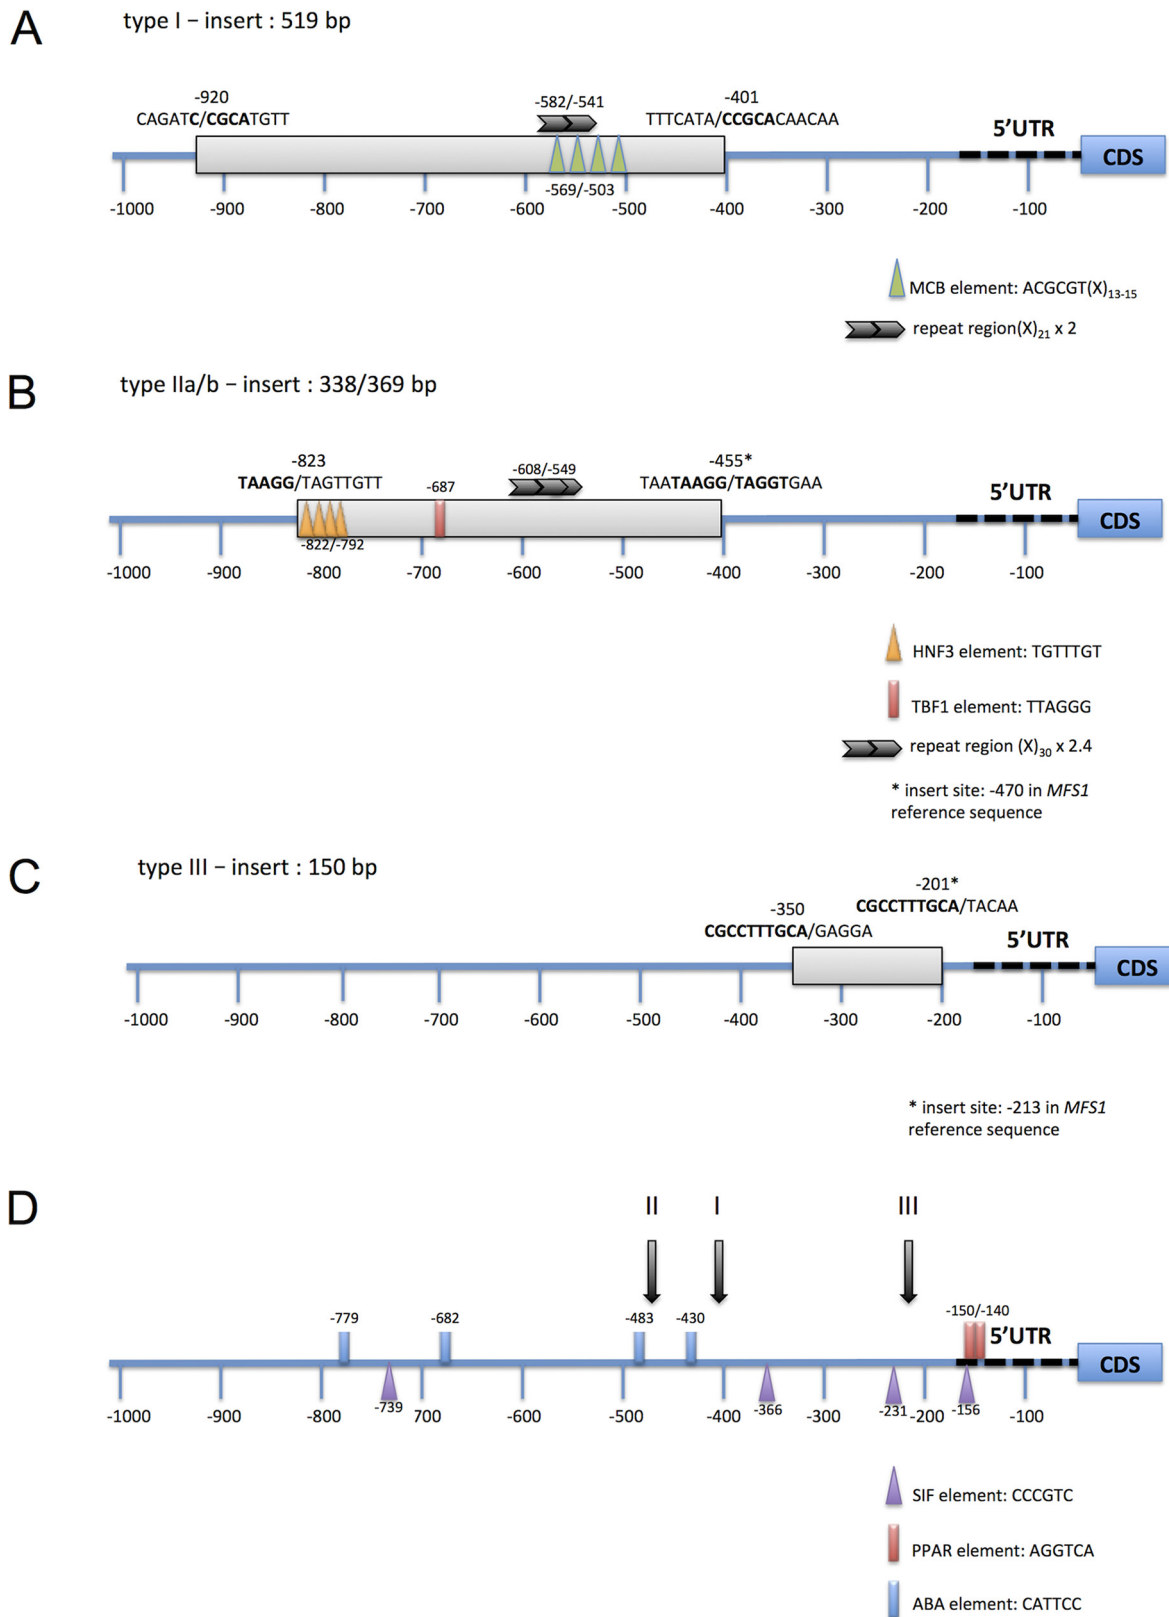 A
type I – insert : 519 bp
-920
CAGATC/CGCATGTT
-582/-541
-401
TTTCATA/CCGCACAACAA
5'UTR
CDS
-569/-503
-1000 -900 -800 -700 -600 -500 -400 -300 -200 -100
MCB element: ACGCGT(X)13-15
repeat region(X)21 x 2
B
type IIa/b – insert : 338/369 bp
-823
TAAGG/TAGTTGTT
-687
-608/-549
-455*
TAATAAGG/TAGGTGAA
5'UTR
CDS
-822/-792
-1000 -900 -800 -700 -600 -500 -400 -300 -200 -100
HNF3 element: TGTTTGT
TBF1 element: TTAGGG
repeat region (X)30 x 2.4
* insert site: -470 in MFS1
reference sequence
C
type III – insert : 150 bp
-350
CGCCTTTGCA/GAGGA
-201*
CGCCTTTGCA/TACAA
5'UTR
CDS
-1000 -900 -800 -700 -600 -500 -400 -300 -200 -100
* insert site: -213 in MFS1
reference sequence
D
II I III
-779 -682 -483 -430 -150/-140
5'UTR
CDS
-739 -366 -231 -156
-1000 -900 -800 700 -600 -500 -400 -300 -200 -100
SIF element: CCCGTC
PPAR element: AGGTCA
ABA element: CATTCC